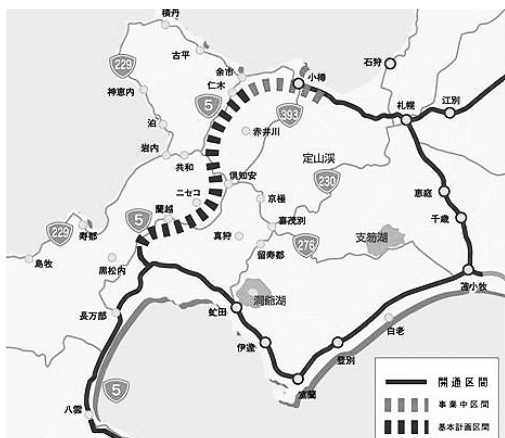 積丹
古平
229
神恵内
余市
仁木
小樽
石狩
5
393
札幌
江別
泊
赤井川
岩内
共和
定山渓
倶知安
230
ニセコ
京極
恵庭
蘭越
5
喜茂別
千歳
229
寿都
真狩
276
支笏湖
島牧
黒松内
留寿都
苫小牧
洞爺湖
長万部
虻田
白老
伊達
登別
室蘭
5
八雲
開通区間
事業中区間
基本計画区間